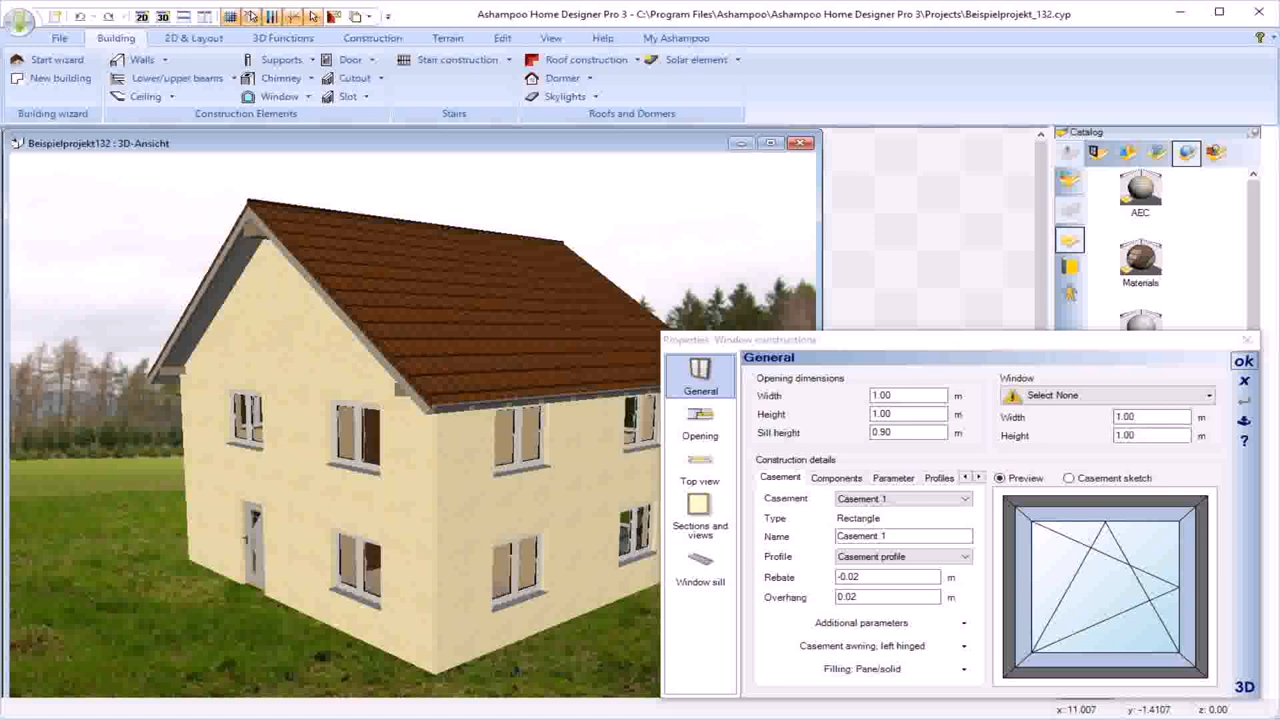 Ashampoo Home Designer Pro 3 - C:\Program Files\Ashampoo\Ashampoo Home Designer Pro 3\Projects\Beispielprojekt_132.cyp
2D 3D
File Building 2D & Layout 3D Functions Construction Terrain Edit View Help My Ashampoo
Start wizard Walls Supports Door Stairconstruction Roof construction Solar element
New building Lower/upper beams Chimney Cutout Dormer
Ceiling Window Slot Skylights
Building wizard Construction Elements Stairs Roofs and Dormers
Beispielprojekt132 : 3D-Ansicht
Catalog
AEC
Materials
Properties Window constructions
General
General
ok
Opening dimensions
Width 1.00 m
Height 1.00 m
Sill height 0.90 m
Window
Select None
Width 1.00 m
Height 1.00 m
Opening
Top view
Sections and views
Window sill
Construction details
Casement Components Parameter Profiles
Preview Casement sketch
Casement Casement 1
Type Rectangle
Name Casement 1
Profile Casement profile
Rebate -0.02 m
Overhang 0.02 m
Additional parameters
Casement awning, left hinged
Filling: Pane/solid
3D
x: 11.007 y: -1.4107 z: 0.00